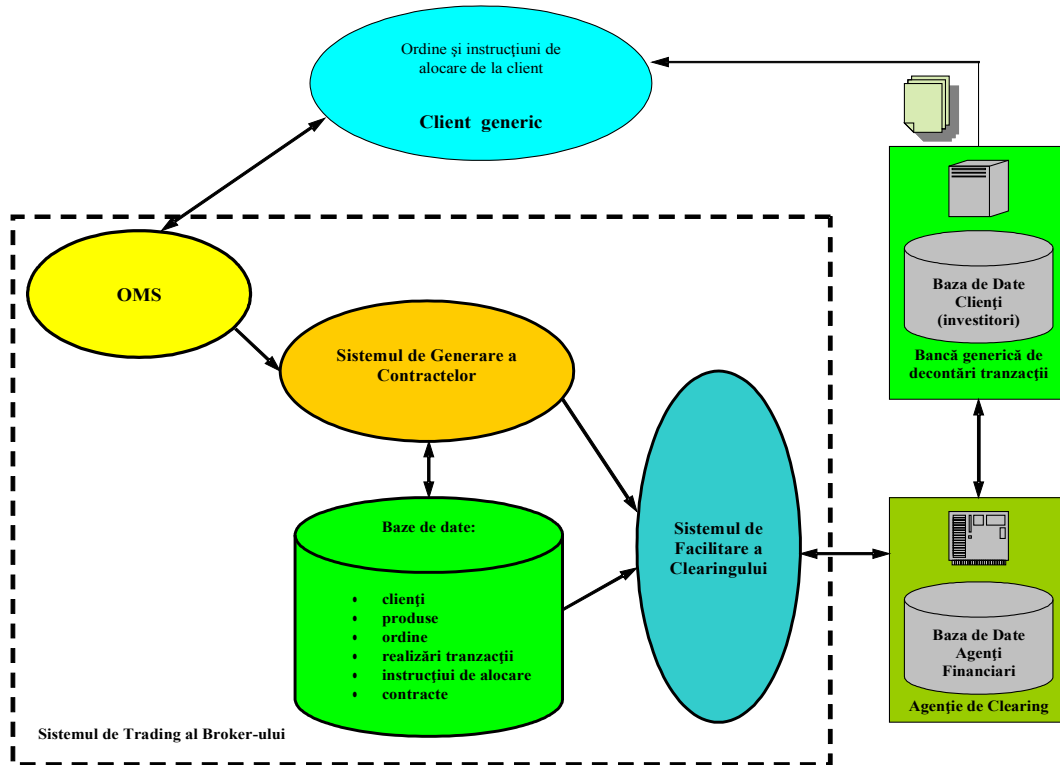 Ordine şi instrucţiuni de
alocare de la client
Client generic
OMS
Sistemul de Generare a
Contractelor
Baze de date:
• clienţi
• produse
• ordine
• realizări tranzacţii
• instrucţiui de alocare
• contracte
Sistemul de
Facilitare a
Clearingului
Sistemul de Trading al Broker-ului
Baza de Date
Clienţi
(investitori)
Bancă generică de
decontări tranzacţii
Baza de Date
Agenţi
Financiari
Agenţie de Clearing